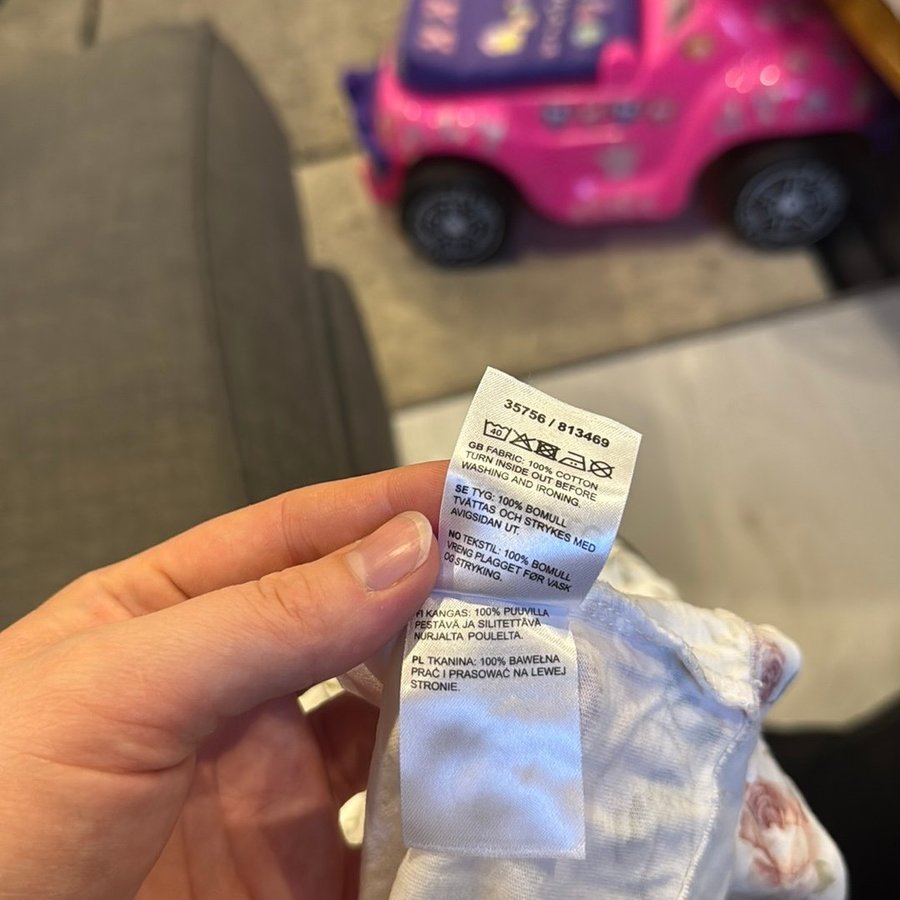 35756 / 813469
40
GB FABRIC: 100% COTTON
TURN INSIDE OUT BEFORE
WASHING AND IRONING.
SE TYG: 100% BOMULL
TVÄTTAS OCH STRYKES MED
AVIGSIDAN UT.
NO TEKSTIL: 100% BOMULL
VRENG PLAGGET FØR VASK
OG STRYKING.
FI KANGAS: 100% PUUVILLA
PESTÄVÄ JA SILITETTÄVÄ
NURJALTA PUOLELTA.
PL TKANINA: 100% BAWEŁNA
PRAĆ I PRASOWAĆ NA LEWEJ
STRONIE.